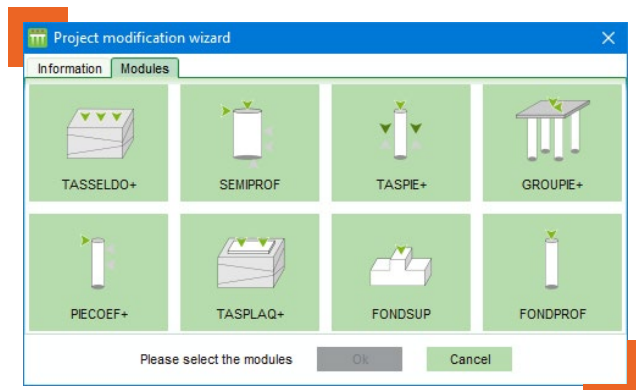 Project modification wizard
Information Modules
TASSELDO+ SEMIPROF TASPIE+ GROUPIE+
PIECOEF+ TASPLAQ+ FONDSUP FONDPROF
Please select the modules Ok Cancel